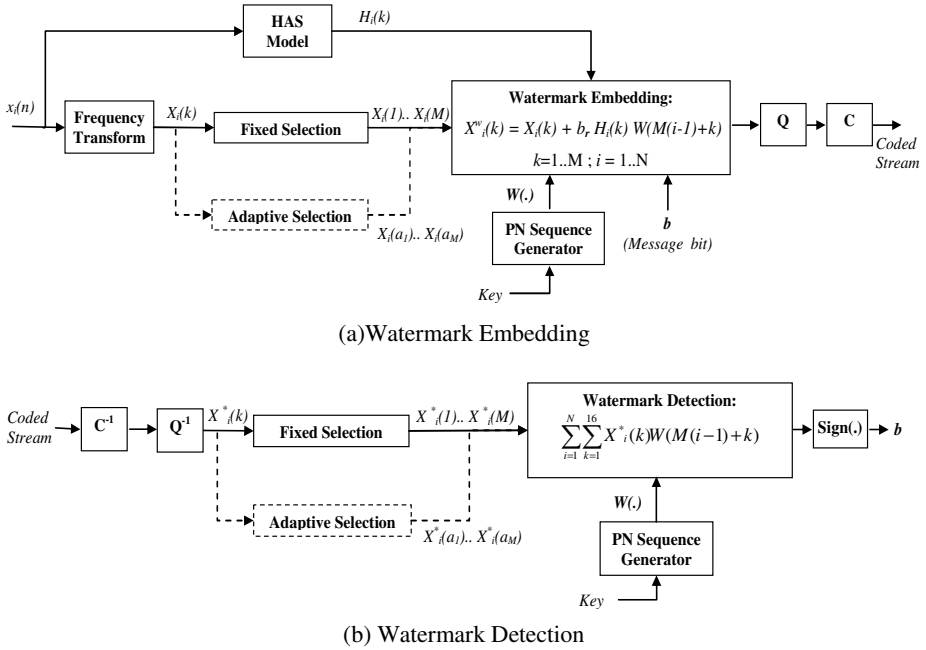 HAS
Model
H_i(k)
x_i(n)
Frequency
Transform
X_i(k)
Fixed Selection
X_i(1).. X_i(M)
Adaptive Selection
X_i(a_1).. X_i(a_M)
Watermark Embedding:
X^w_i(k) = X_i(k) + b_r H_i(k) W(M(i-1)+k)
k=1..M ; i = 1..N
Q
C
Coded
Stream
W(.)
PN Sequence
Generator
Key
b
(Message bit)
(a)Watermark Embedding
Coded
Stream
C^-1
Q^-1
X^*_i(k)
Fixed Selection
X^*_i(1).. X^*_i(M)
Adaptive Selection
X^*_i(a_1).. X^*_i(a_M)
Watermark Detection:
\sum_{i=1}^{N} \sum_{k=1}^{16} X^*_i(k)W(M(i−1)+k)
Sign(.)
b
W(.)
PN Sequence
Generator
Key
(b) Watermark Detection